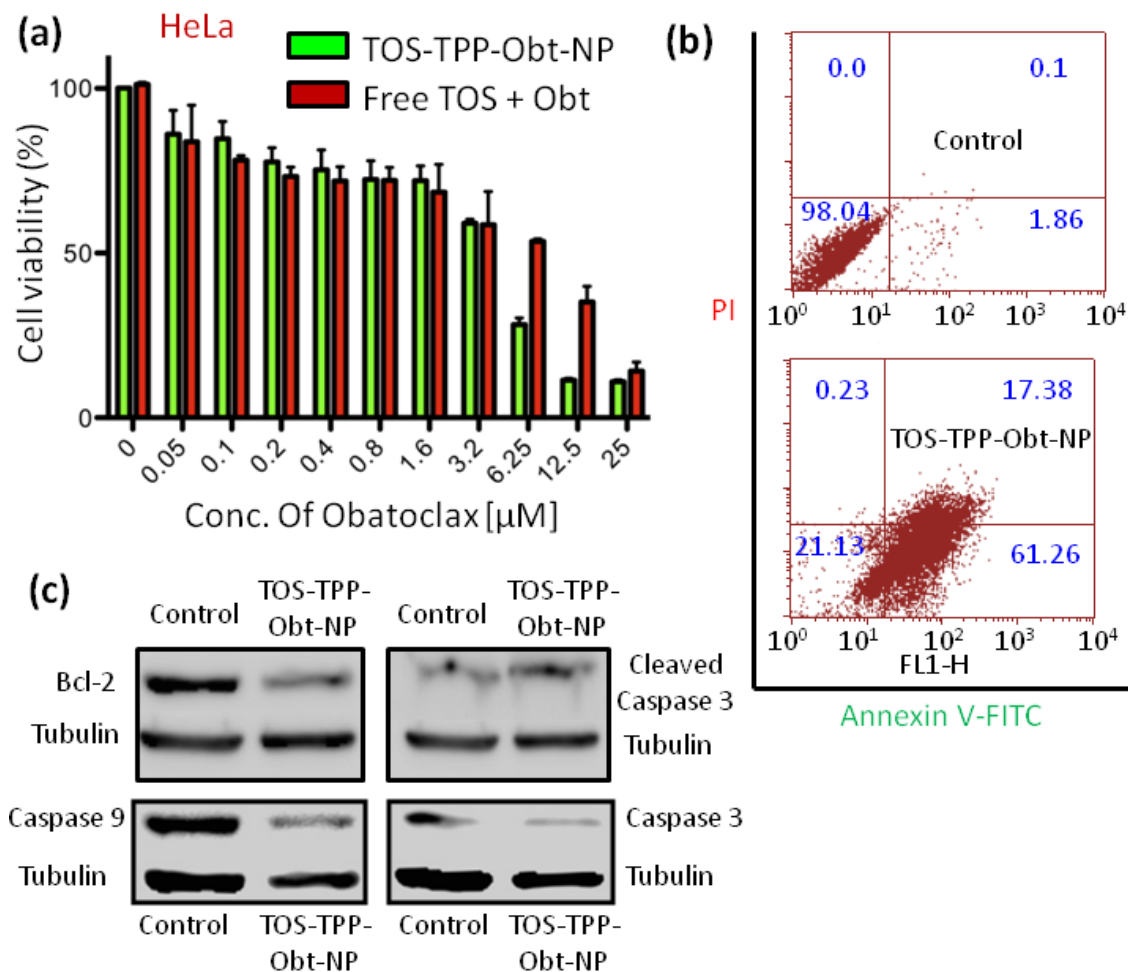 (a)
HeLa
TOS-TPP-Obt-NP
Free TOS + Obt
Cell viability (%)
100
50
0
0
0.05
0.1
0.2
0.4
0.8
1.6
3.2
6.25
12.5
25
Conc. Of Obatoclax [µM]
(b)
0.0
0.1
Control
98.04
1.86
10⁰ 10¹ 10² 10³ 10⁴
PI
0.23
17.38
TOS-TPP-Obt-NP
21.13
61.26
10⁰ 10¹ 10² 10³ 10⁴
FL1-H
Annexin V-FITC
(c)
Control
TOS-TPP-
Obt-NP
Control
TOS-TPP-
Obt-NP
Bcl-2
Tubulin
Cleaved
Caspase 3
Tubulin
Caspase 9
Tubulin
Caspase 3
Tubulin
Control
TOS-TPP-
Obt-NP
Control
TOS-TPP-
Obt-NP